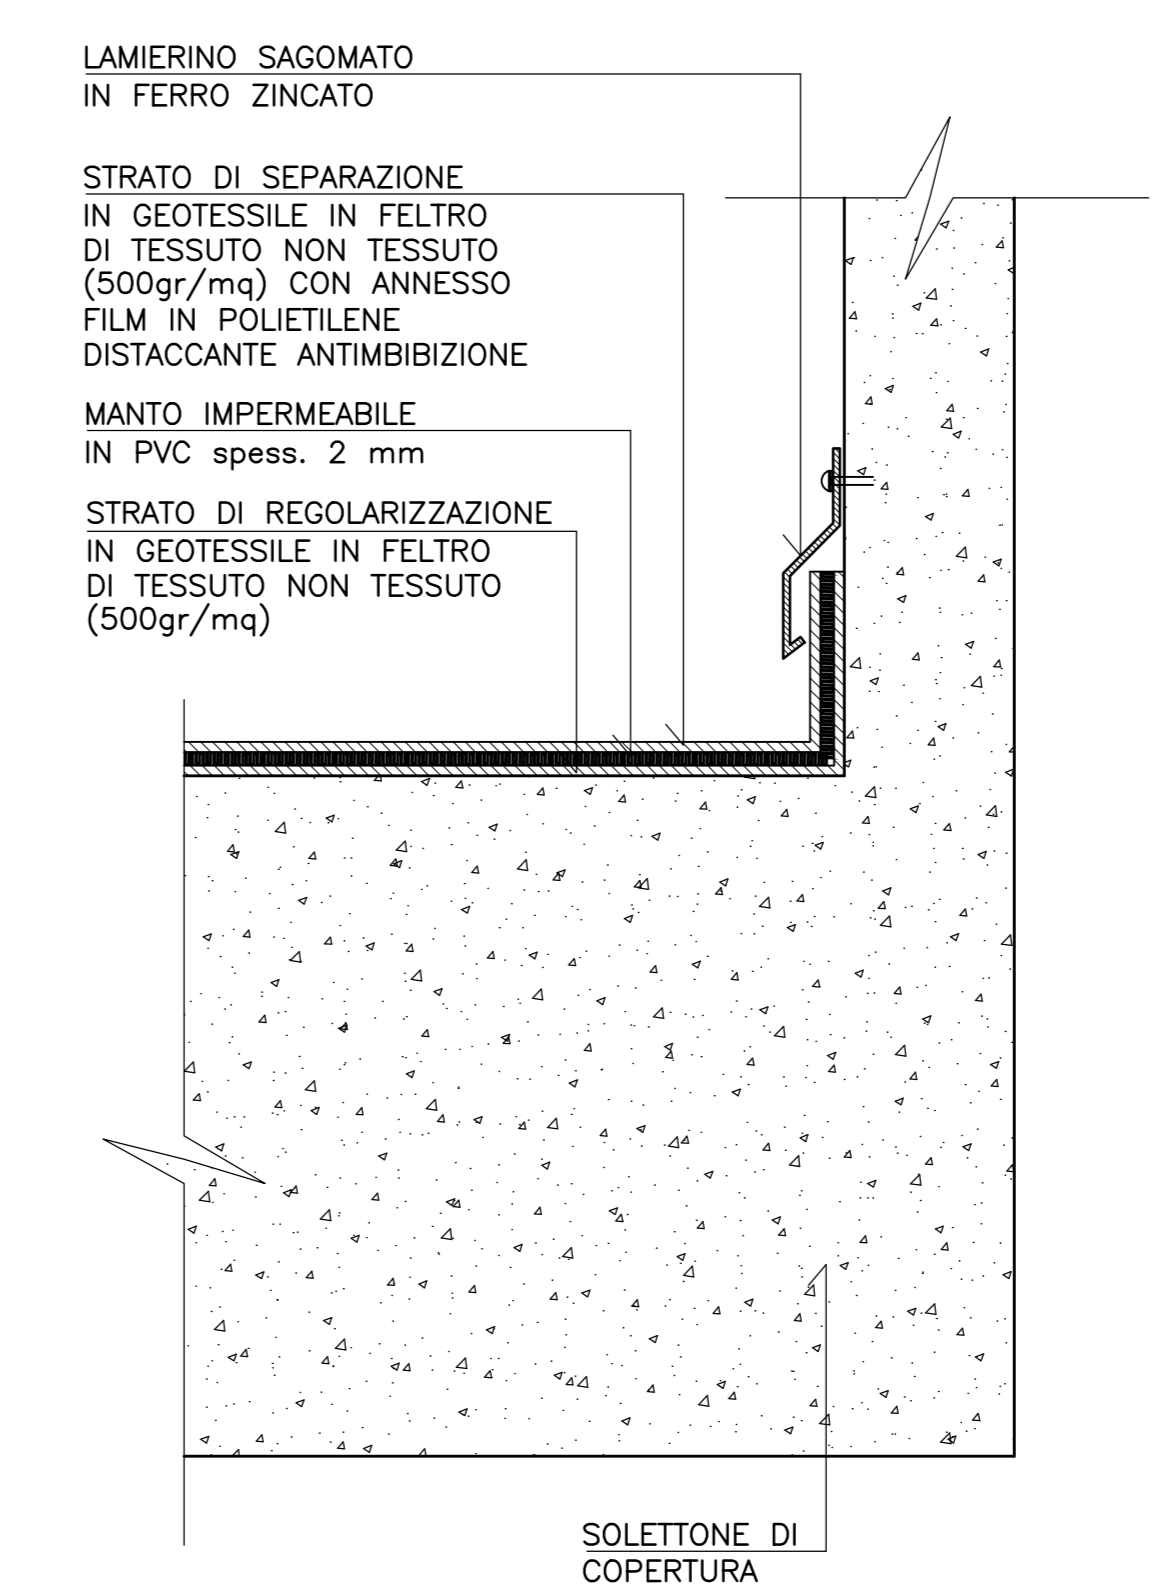 LAMIERINO SAGOMATO
IN FERRO ZINCATO
STRATO DI SEPARAZIONE
IN GEOTESSILE IN FELTRO
DI TESSUTO NON TESSUTO
(500gr/mq) CON ANNESSO
FILM IN POLIETILENE
DISTACCANTE ANTIMBIBIZIONE
MANTO IMPERMEABILE
IN PVC spess. 2 mm
STRATO DI REGOLARIZZAZIONE
IN GEOTESSILE IN FELTRO
DI TESSUTO NON TESSUTO
(500gr/mq)
SOLETTONE DI
COPERTURA